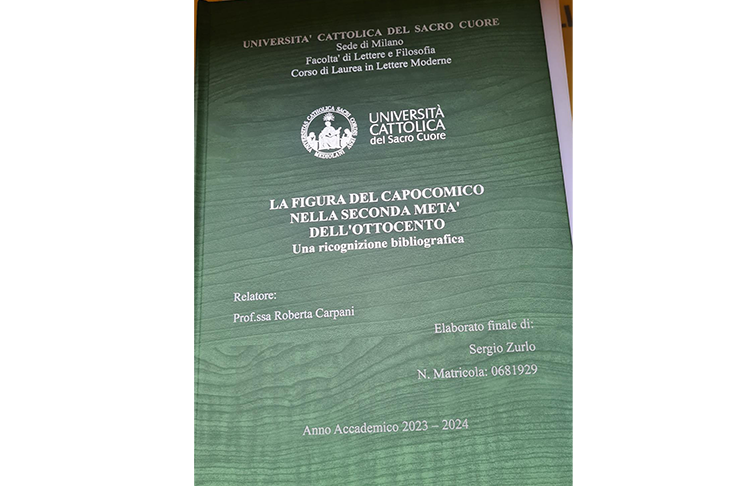 UNIVERSITA' CATTOLICA DEL SACRO CUORE
Sede di Milano
Facolta' di Lettere e Filosofia
Corso di Laurea in Lettere Moderne
UNIVERSITÀ
CATTOLICA
del Sacro Cuore
LA FIGURA DEL CAPOCOMICO
NELLA SECONDA META'
DELL'OTTOCENTO
Una ricognizione bibliografica
Relatore:
Prof.ssa Roberta Carpani
Elaborato finale di:
Sergio Zurlo
N. Matricola: 0681929
Anno Accademico 2023 – 2024